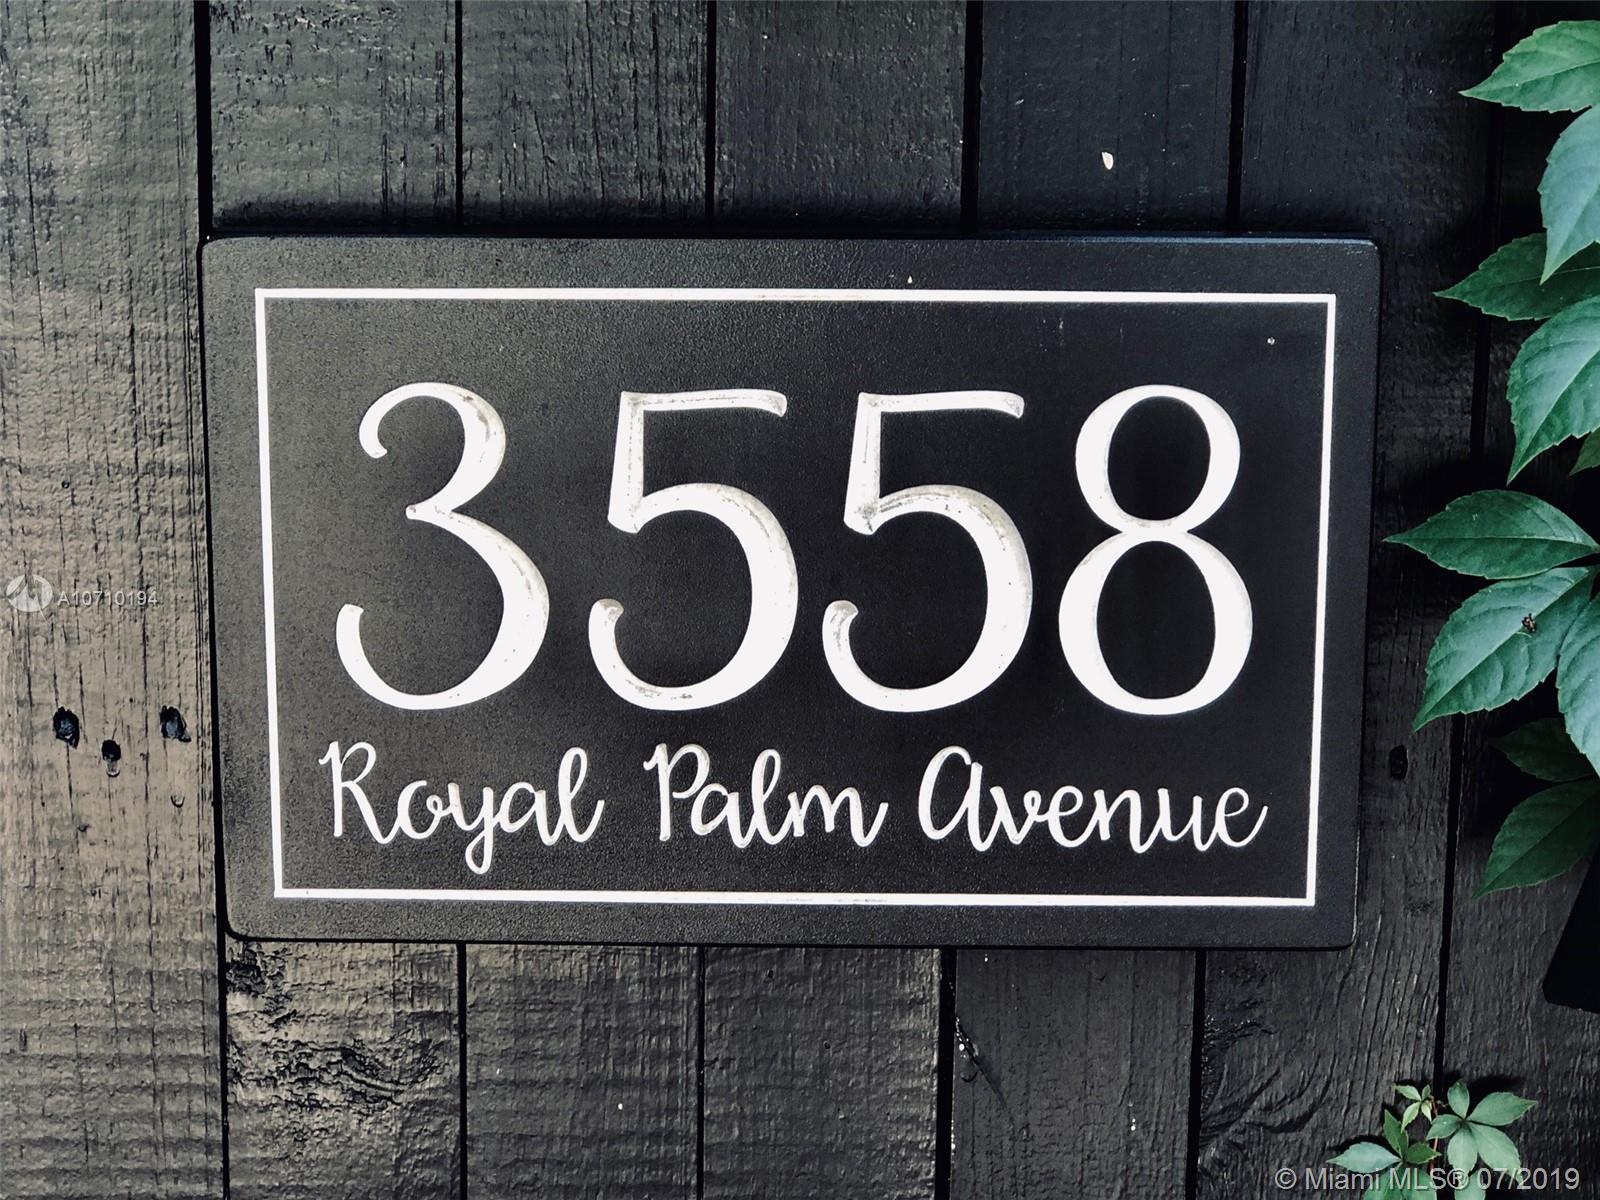 3558
Royal Palm Avenue
A10710194
© Miami MLS® 07/2019